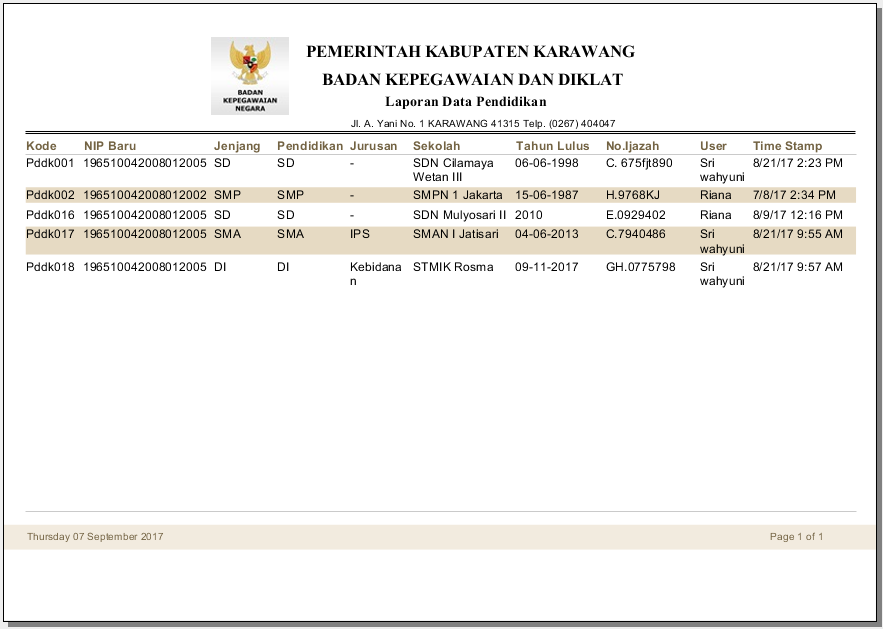 BADAN
KEPEGAWAIAN
NEGARA
PEMERINTAH KABUPATEN KARAWANG
BADAN KEPEGAWAIAN DAN DIKLAT
Laporan Data Pendidikan
Jl. A. Yani No. 1 KARAWANG 41315 Telp. (0267) 404047
Kode NIP Baru Jenjang Pendidikan Jurusan Sekolah Tahun Lulus No.Ijazah User Time Stamp
Pddk001 196510042008012005 SD SD - SDN Cilamaya 06-06-1998 C. 675fjt890 Sri 8/21/17 2:23 PM
Wetan III wahyuni
Pddk002 196510042008012002 SMP SMP - SMPN 1 Jakarta 15-06-1987 H.9768KJ Riana 7/8/17 2:34 PM
Pddk016 196510042008012005 SD SD - SDN Mulyosari II 2010 E.0929402 Riana 8/9/17 12:16 PM
Pddk017 196510042008012005 SMA SMA IPS SMAN I Jatisari 04-06-2013 C.7940486 Sri 8/21/17 9:55 AM
wahyuni
Pddk018 196510042008012005 DI DI Kebidana STMIK Rosma 09-11-2017 GH.0775798 Sri 8/21/17 9:57 AM
n wahyuni
Thursday 07 September 2017 Page 1 of 1